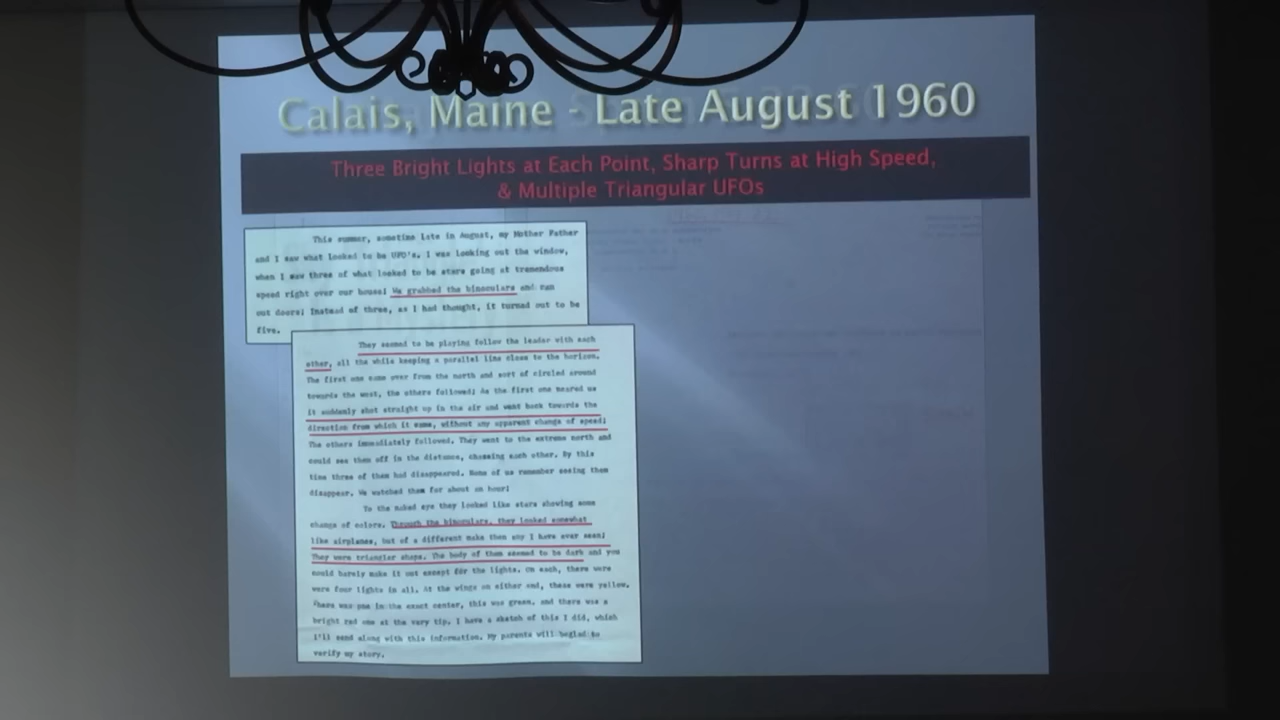 Calais, Maine - Late August 1960
Three Bright Lights at Each Point, Sharp Turns at High Speed,
& Multiple Triangular UFOs
This summer, sometime late in August, my Mother Father
and I saw what looked to be UFO's. I was looking out the window,
when I saw three of what looked to be stars going at tremendous
speed right over our house! We grabbed the binoculars and ran
out doors; Instead of three, as I had thought, it turned out to be
five.
They seemed to be playing follow the leader with each
other, all the while keeping a parallel line close to the horizon.
The first one came over from the north and sort of circled around
towards the west, the others followed; As the first one neared us
it suddenly shot straight up in the air and went back towards the
direction from which it came, without any apparent change of speed;
The others immediately followed. They went to the extreme north and
could see them off in the distance, chasing each other. By this
time three of them had disappeared. None of us remember seeing them
disappear. We watched them for about an hour!
To the naked eye they looked like stars showing some
change of colors. Through the binoculars, they looked somewhat
like airplanes, but of a different make then any I have ever seen;
They were triangler shape. The body of them seemed to be dark and you
could barely make it out except for the lights. On each, there were
were four lights in all. At the wings on either end, these were yellow.
There was one in the exact center, this was green, and there was a
bright red one at the very tip. I have a sketch of this I did, which
I'll send along with this information. My parents will be glad to
verify my story.